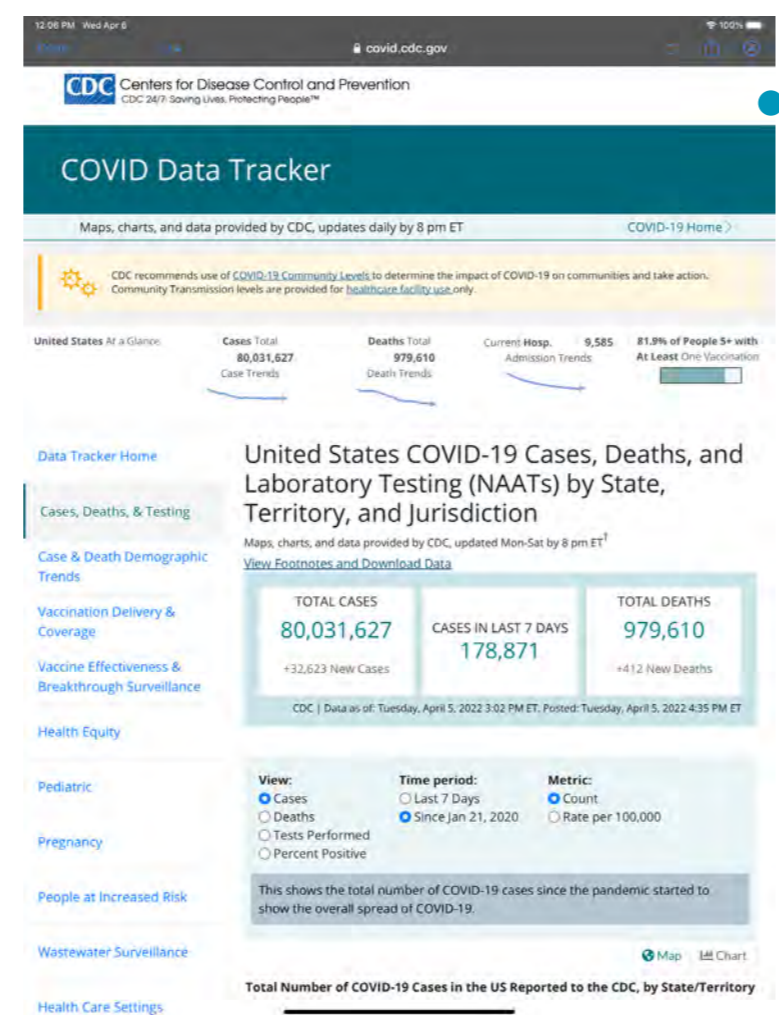 12:06 PM Wed Apr 6
100%
covid.cdc.gov
CDC Centers for Disease Control and Prevention
CDC 24/7: Saving Lives, Protecting People™
COVID Data Tracker
Maps, charts, and data provided by CDC, updates daily by 8 pm ET
COVID-19 Home >
CDC recommends use of COVID-19 Community Levels to determine the impact of COVID-19 on communities and take action.
Community Transmission levels are provided for healthcare facility use only.
United States At a Glance
Cases Total
80,031,627
Case Trends
Deaths Total
979,610
Death Trends
Current Hosp. 9,585
Admission Trends
81.9% of People 5+ with
At Least One Vaccination
Data Tracker Home
Cases, Deaths, & Testing
Case & Death Demographic
Trends
Vaccination Delivery &
Coverage
Vaccine Effectiveness &
Breakthrough Surveillance
Health Equity
Pediatric
Pregnancy
People at Increased Risk
Wastewater Surveillance
Health Care Settings
United States COVID-19 Cases, Deaths, and
Laboratory Testing (NAATs) by State,
Territory, and Jurisdiction
Maps, charts, and data provided by CDC, updated Mon-Sat by 8 pm ET†
View Footnotes and Download Data
TOTAL CASES
80,031,627
+32,623 New Cases
CASES IN LAST 7 DAYS
178,871
TOTAL DEATHS
979,610
+412 New Deaths
CDC | Data as of: Tuesday, April 5, 2022 3:02 PM ET. Posted: Tuesday, April 5, 2022 4:35 PM ET
View:
Cases
Deaths
Tests Performed
Percent Positive
Time period:
Last 7 Days
Since Jan 21, 2020
Metric:
Count
Rate per 100,000
This shows the total number of COVID-19 cases since the pandemic started to
show the overall spread of COVID-19.
Map Chart
Total Number of COVID-19 Cases in the US Reported to the CDC, by State/Territory